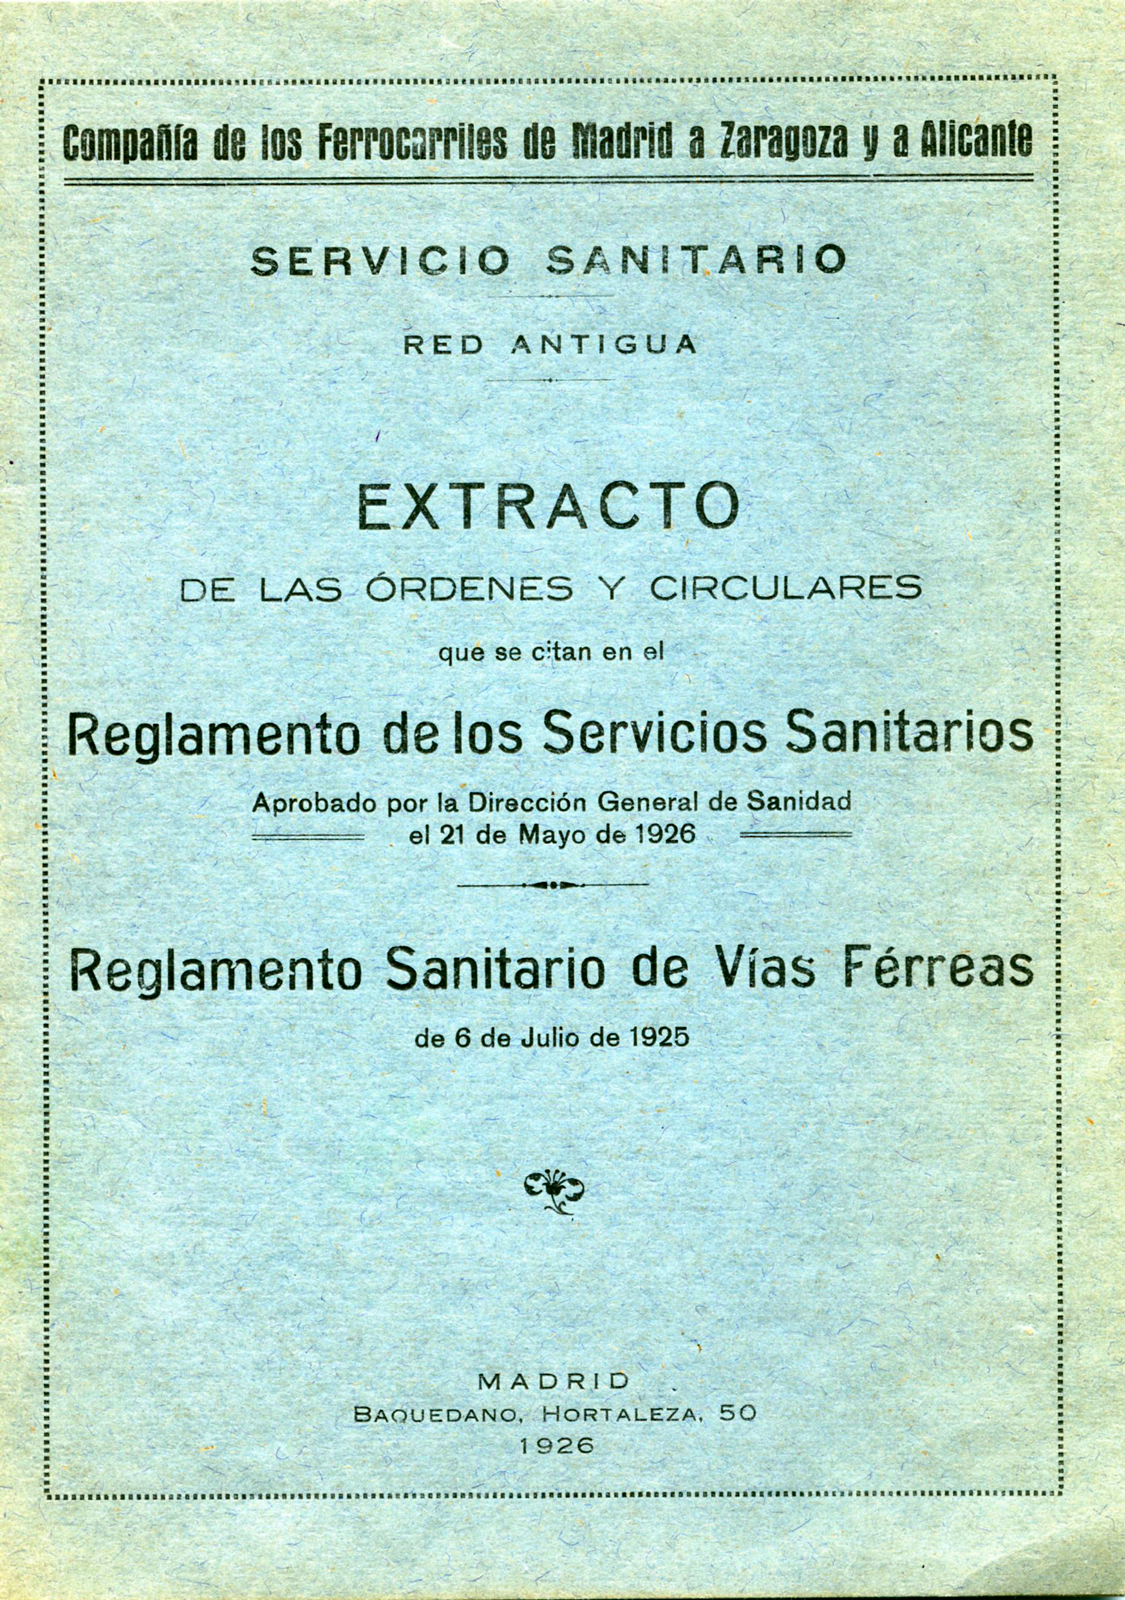 Compañía de los Ferrocarriles de Madrid a Zaragoza y a Alicante
SERVICIO SANITARIO
RED ANTIGUA
EXTRACTO
DE LAS ÓRDENES Y CIRCULARES
que se citan en el
Reglamento de los Servicios Sanitarios
Aprobado por la Dirección General de Sanidad
el 21 de Mayo de 1926
Reglamento Sanitario de Vías Férreas
de 6 de Julio de 1925
MADRID
BAQUEDANO, HORTALEZA, 50
1926